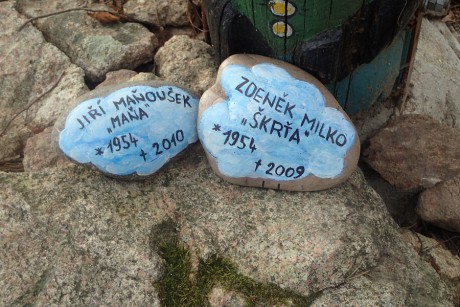 JIŘÍ MAŇOUŠEK
„MAŇA"
*1954
†2010
ZDENĚK MILKO
„ŠKRŤA"
*1954
†2009